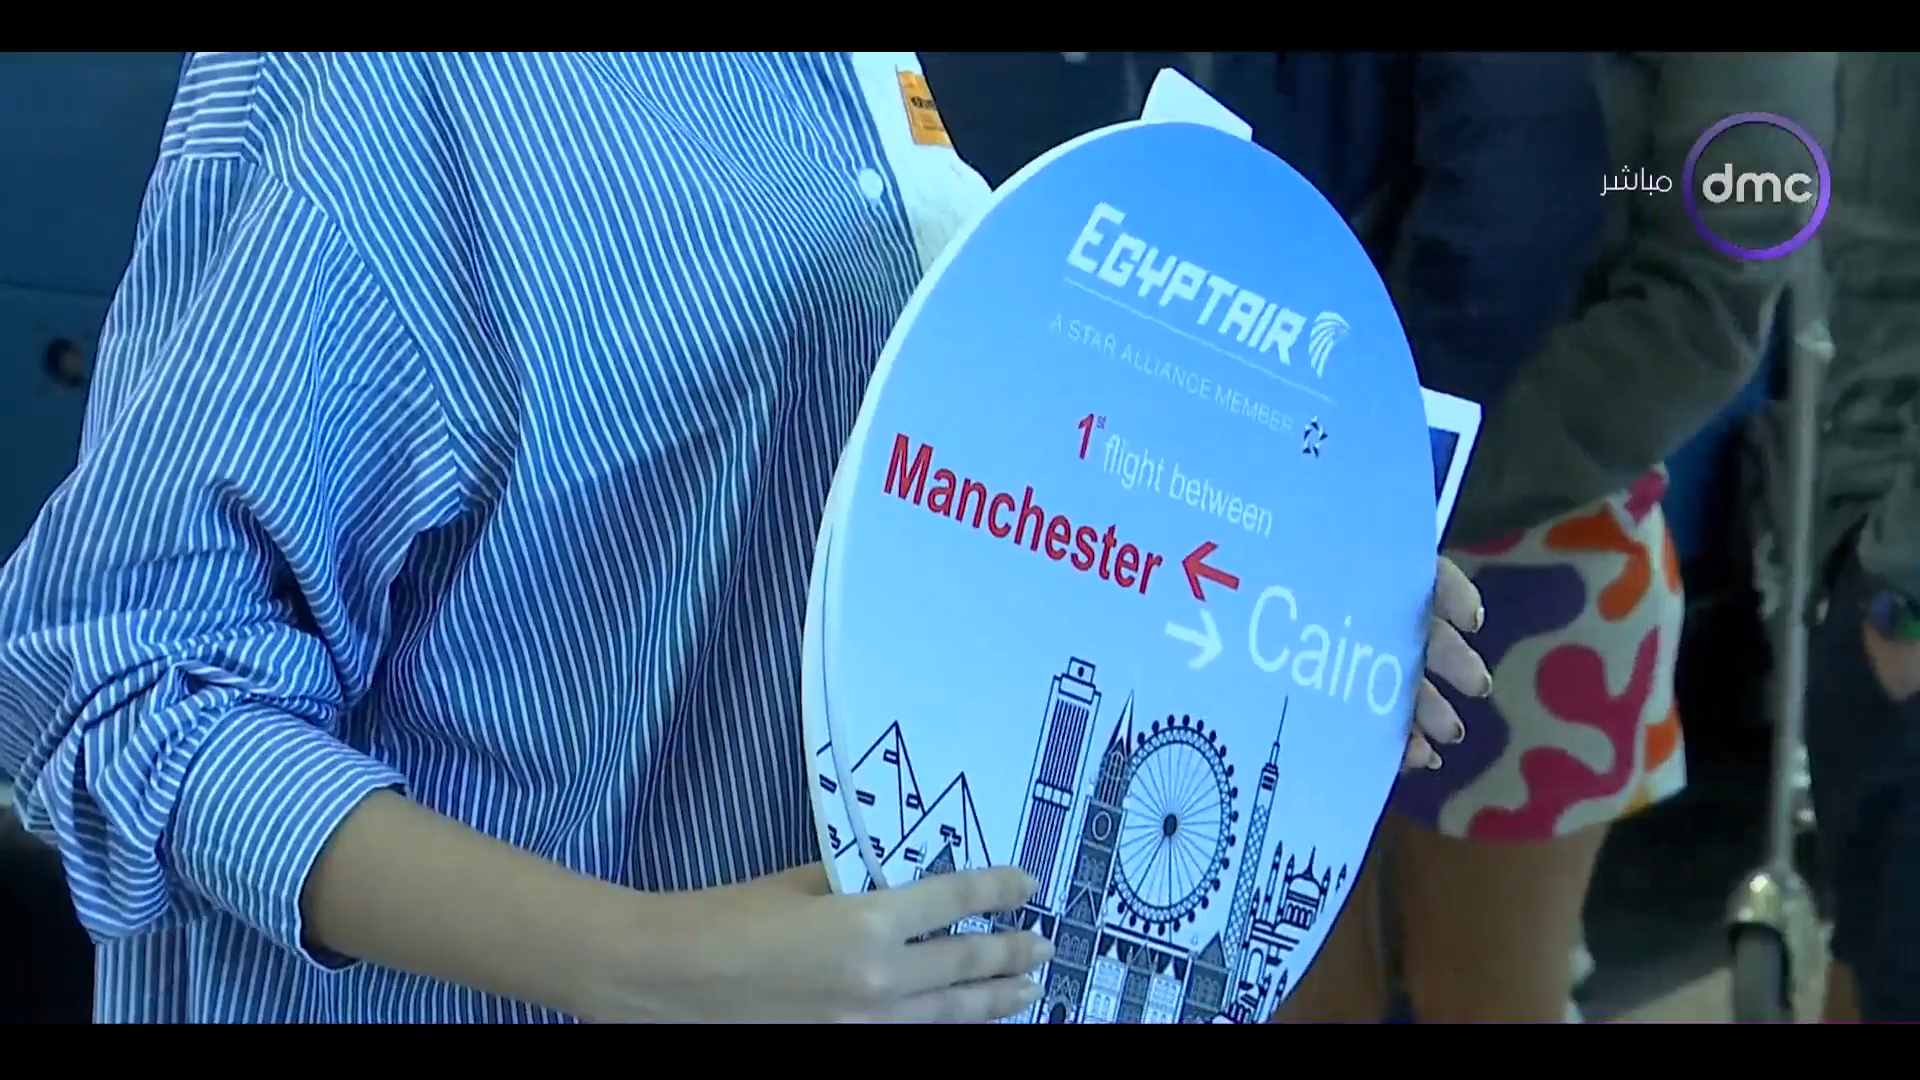 مباشر
dmc
EGYPTAIR
A STAR ALLIANCE MEMBER
1st flight between
Manchester ← Cairo
→